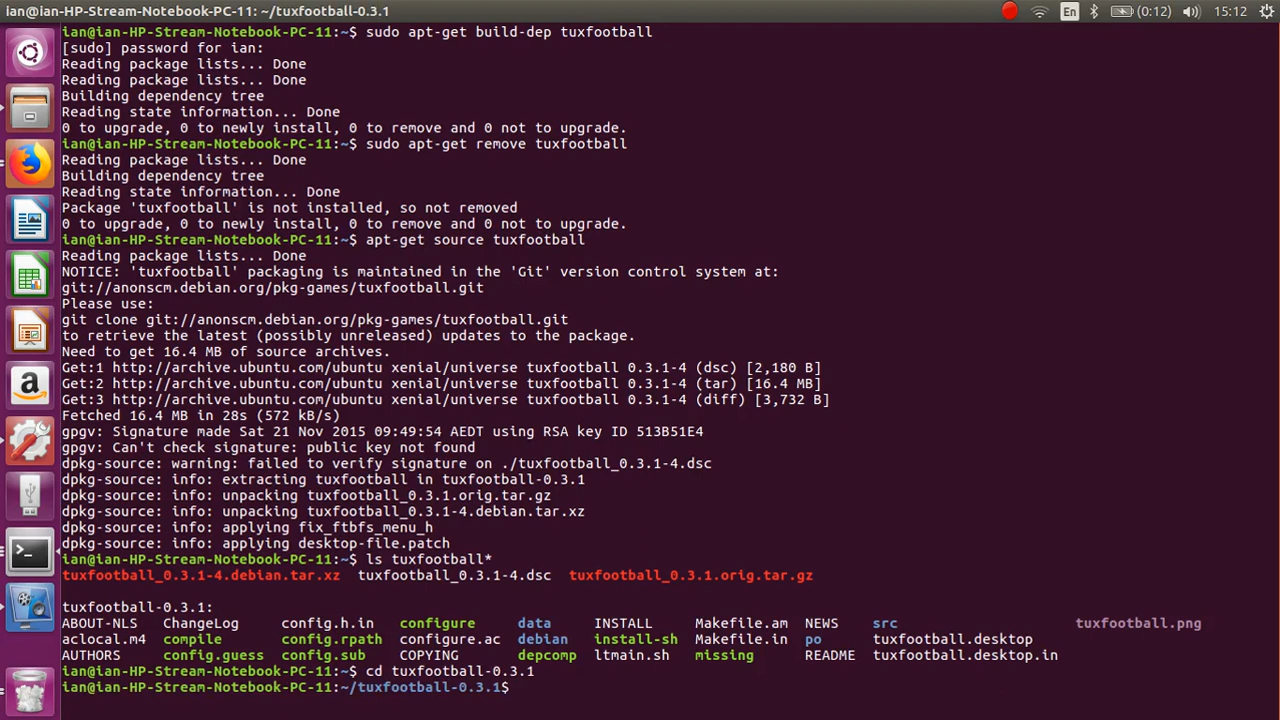 ian@ian-HP-Stream-Notebook-PC-11: ~/tuxfootball-0.3.1
En
(0:12)
15:12
ian@ian-HP-Stream-Notebook-PC-11:~$ sudo apt-get build-dep tuxfootball
[sudo] password for ian:
Reading package lists... Done
Reading package lists... Done
Building dependency tree
Reading state information... Done
0 to upgrade, 0 to newly install, 0 to remove and 0 not to upgrade.
ian@ian-HP-Stream-Notebook-PC-11:~$ sudo apt-get remove tuxfootball
Reading package lists... Done
Building dependency tree
Reading state information... Done
Package 'tuxfootball' is not installed, so not removed
0 to upgrade, 0 to newly install, 0 to remove and 0 not to upgrade.
ian@ian-HP-Stream-Notebook-PC-11:~$ apt-get source tuxfootball
Reading package lists... Done
NOTICE: 'tuxfootball' packaging is maintained in the 'Git' version control system at:
git://anonscm.debian.org/pkg-games/tuxfootball.git
Please use:
git clone git://anonscm.debian.org/pkg-games/tuxfootball.git
to retrieve the latest (possibly unreleased) updates to the package.
Need to get 16.4 MB of source archives.
Get:1 http://archive.ubuntu.com/ubuntu xenial/universe tuxfootball 0.3.1-4 (dsc) [2,180 B]
Get:2 http://archive.ubuntu.com/ubuntu xenial/universe tuxfootball 0.3.1-4 (tar) [16.4 MB]
Get:3 http://archive.ubuntu.com/ubuntu xenial/universe tuxfootball 0.3.1-4 (diff) [3,732 B]
Fetched 16.4 MB in 28s (572 kB/s)
gpgv: Signature made Sat 21 Nov 2015 09:49:54 AEDT using RSA key ID 513B51E4
gpgv: Can't check signature: public key not found
dpkg-source: warning: failed to verify signature on ./tuxfootball_0.3.1-4.dsc
dpkg-source: info: extracting tuxfootball in tuxfootball-0.3.1
dpkg-source: info: unpacking tuxfootball_0.3.1.orig.tar.gz
dpkg-source: info: unpacking tuxfootball_0.3.1-4.debian.tar.xz
dpkg-source: info: applying fix_ftbfs_menu_h
dpkg-source: info: applying desktop-file.patch
ian@ian-HP-Stream-Notebook-PC-11:~$ ls tuxfootball*
tuxfootball_0.3.1-4.debian.tar.xz tuxfootball_0.3.1-4.dsc tuxfootball_0.3.1.orig.tar.gz
tuxfootball-0.3.1:
ABOUT-NLS ChangeLog config.h.in configure data INSTALL Makefile.am NEWS src tuxfootball.png
aclocal.m4 compile config.rpath configure.ac debian install-sh Makefile.in po tuxfootball.desktop
AUTHORS config.guess config.sub COPYING depcomp ltmain.sh missing README tuxfootball.desktop.in
ian@ian-HP-Stream-Notebook-PC-11:~$ cd tuxfootball-0.3.1
ian@ian-HP-Stream-Notebook-PC-11:~/tuxfootball-0.3.1$